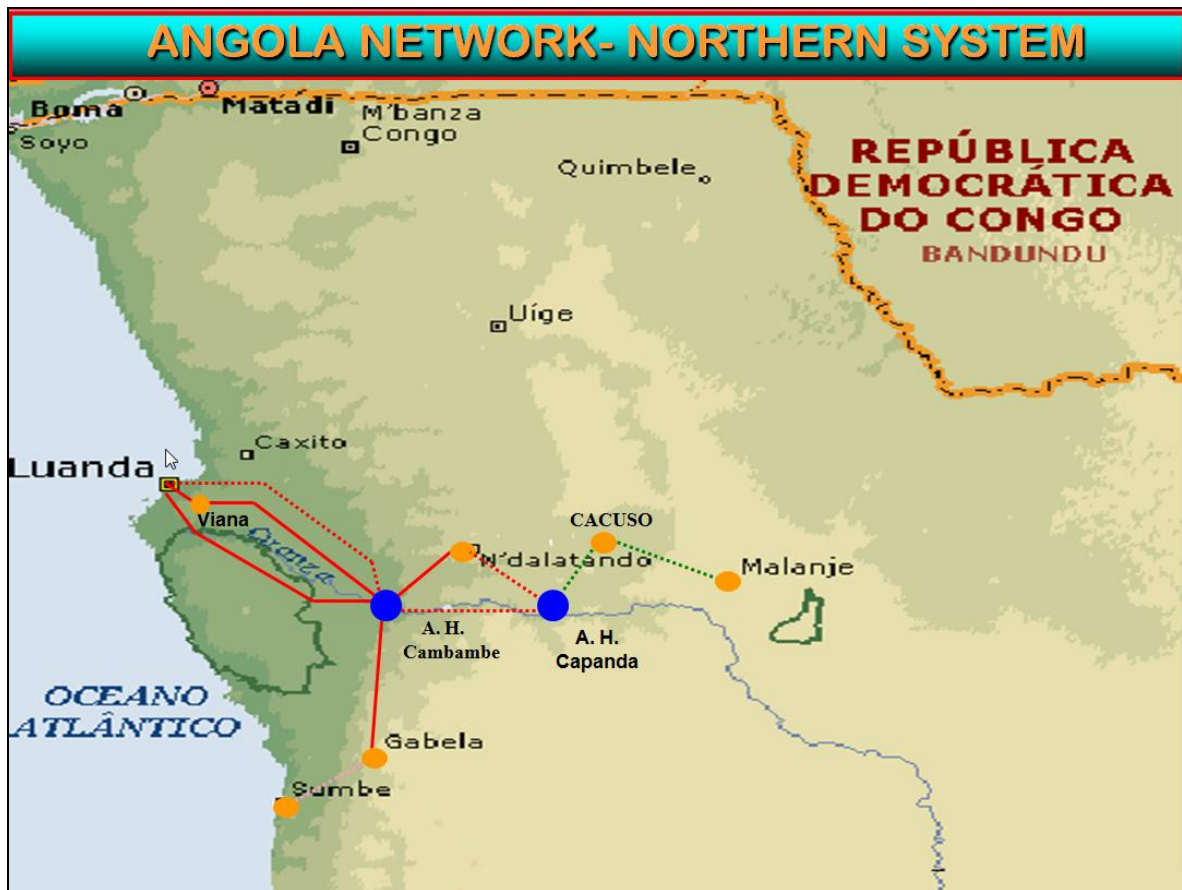 ANGOLA NETWORK- NORTHERN SYSTEM
Boma
Matadi
Soyo
M'banza
Congo
Quimbele
REPÚBLICA
DEMOCRÁTICA
DO CONGO
BANDUNDU
Uíge
Caxito
Luanda
Viana
Cuanza
CACUSO
N'dalatando
Malanje
A. H.
Cambambe
A. H.
Capanda
OCEANO
ATLÂNTICO
Gabela
Sumbe